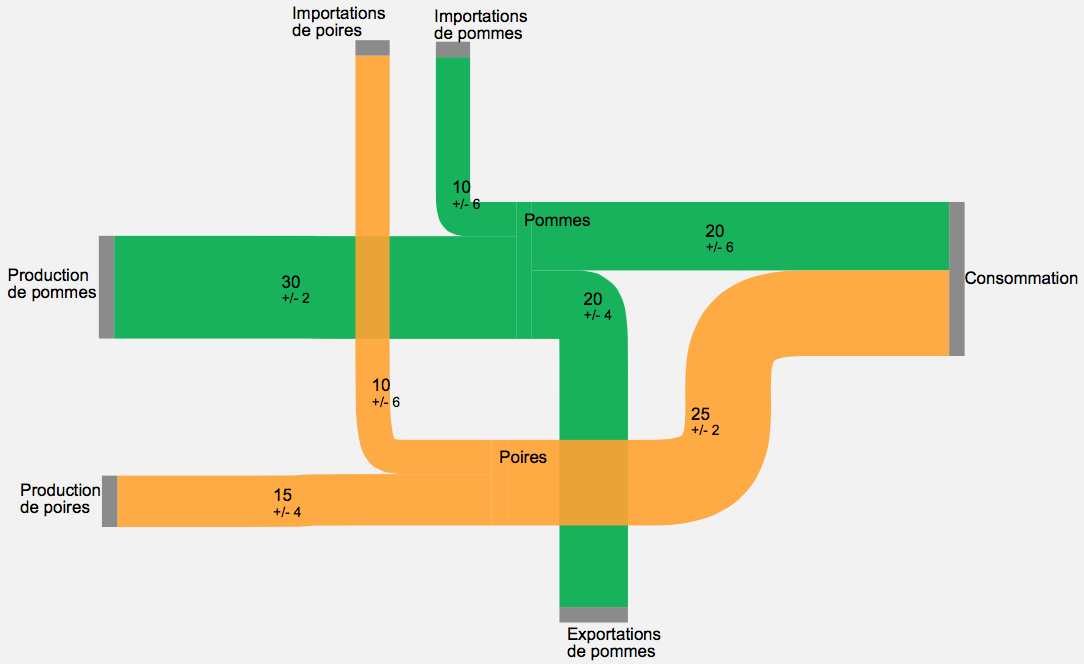 Importations
de poires
Importations
de pommes
10
+/- 6
Pommes
20
+/- 6
Production
de pommes
30
+/- 2
20
+/- 4
Consommation
10
+/- 6
25
+/- 2
Poires
Production
de poires
15
+/- 4
Exportations
de pommes